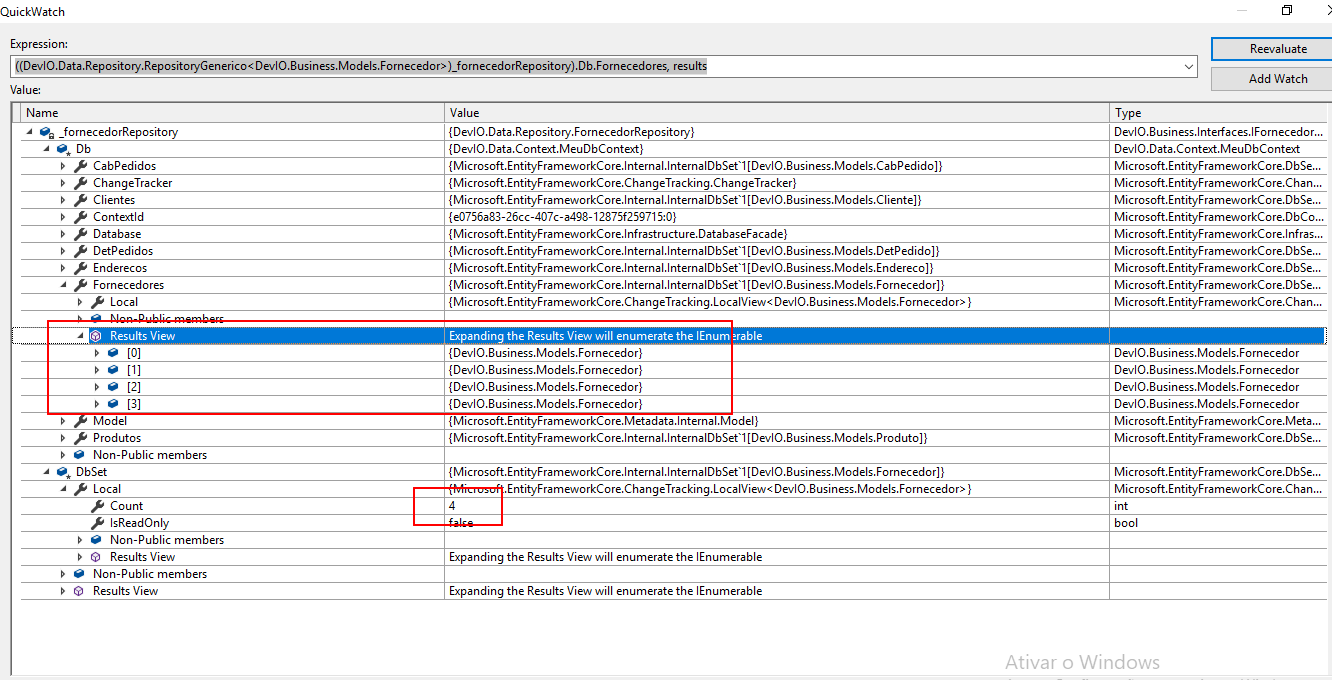 QuickWatch
Expression:
((DevIO.Data.Repository.RepositoryGenerico<DevIO.Business.Models.Fornecedor>)_fornecedorRepository).Db.Fornecedores, results
Reevaluate
Add Watch
Value:
Name Value Type
_fornecedorRepository {DevIO.Data.Repository.FornecedorRepository} DevIO.Business.Interfaces.IFornecedor...
Db {DevIO.Data.Context.MeuDbContext} DevIO.Data.Context.MeuDbContext
CabPedidos {Microsoft.EntityFrameworkCore.Internal.InternalDbSet`1[DevIO.Business.Models.CabPedido]} Microsoft.EntityFrameworkCore.DbSe...
ChangeTracker {Microsoft.EntityFrameworkCore.ChangeTracking.ChangeTracker} Microsoft.EntityFrameworkCore.Chan...
Clientes {Microsoft.EntityFrameworkCore.Internal.InternalDbSet`1[DevIO.Business.Models.Cliente]} Microsoft.EntityFrameworkCore.DbSe...
ContextId {e0756a83-26cc-407c-a498-12875f259715:0} Microsoft.EntityFrameworkCore.DbCo...
Database {Microsoft.EntityFrameworkCore.Infrastructure.DatabaseFacade} Microsoft.EntityFrameworkCore.Infras...
DetPedidos {Microsoft.EntityFrameworkCore.Internal.InternalDbSet`1[DevIO.Business.Models.DetPedido]} Microsoft.EntityFrameworkCore.DbSe...
Enderecos {Microsoft.EntityFrameworkCore.Internal.InternalDbSet`1[DevIO.Business.Models.Endereco]} Microsoft.EntityFrameworkCore.DbSe...
Fornecedores {Microsoft.EntityFrameworkCore.Internal.InternalDbSet`1[DevIO.Business.Models.Fornecedor]} Microsoft.EntityFrameworkCore.DbSe...
Local {Microsoft.EntityFrameworkCore.ChangeTracking.LocalView<DevIO.Business.Models.Fornecedor>} Microsoft.EntityFrameworkCore.Chan...
Non-Public members
Results View Expanding the Results View will enumerate the IEnumerable
[0] {DevIO.Business.Models.Fornecedor} DevIO.Business.Models.Fornecedor
[1] {DevIO.Business.Models.Fornecedor} DevIO.Business.Models.Fornecedor
[2] {DevIO.Business.Models.Fornecedor} DevIO.Business.Models.Fornecedor
[3] {DevIO.Business.Models.Fornecedor} DevIO.Business.Models.Fornecedor
Model {Microsoft.EntityFrameworkCore.Metadata.Internal.Model} Microsoft.EntityFrameworkCore.Meta...
Produtos {Microsoft.EntityFrameworkCore.Internal.InternalDbSet`1[DevIO.Business.Models.Produto]} Microsoft.EntityFrameworkCore.DbSe...
Non-Public members
DbSet {Microsoft.EntityFrameworkCore.Internal.InternalDbSet`1[DevIO.Business.Models.Fornecedor]} Microsoft.EntityFrameworkCore.DbSe...
Local {Microsoft.EntityFrameworkCore.ChangeTracking.LocalView<DevIO.Business.Models.Fornecedor>} Microsoft.EntityFrameworkCore.Chan...
Count 4 int
IsReadOnly false bool
Non-Public members
Results View Expanding the Results View will enumerate the IEnumerable
Non-Public members
Results View Expanding the Results View will enumerate the IEnumerable
Ativar o Windows